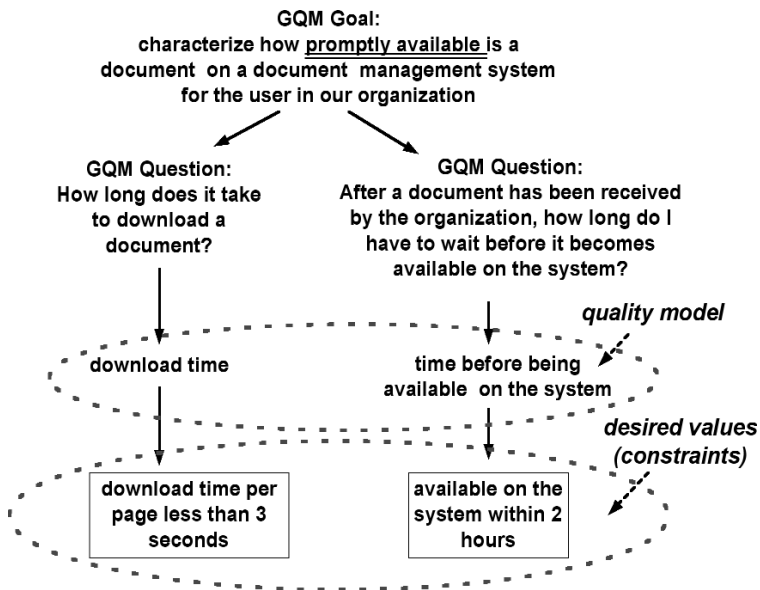 GQM Goal:
characterize how promptly available is a
document on a document management system
for the user in our organization
GQM Question:
How long does it take
to download a
document?
GQM Question:
After a document has been received
by the organization, how long do I
have to wait before it becomes
available on the system?
quality model
download time
time before being
available on the system
desired values
(constraints)
download time per
page less than 3
seconds
available on the
system within 2
hours